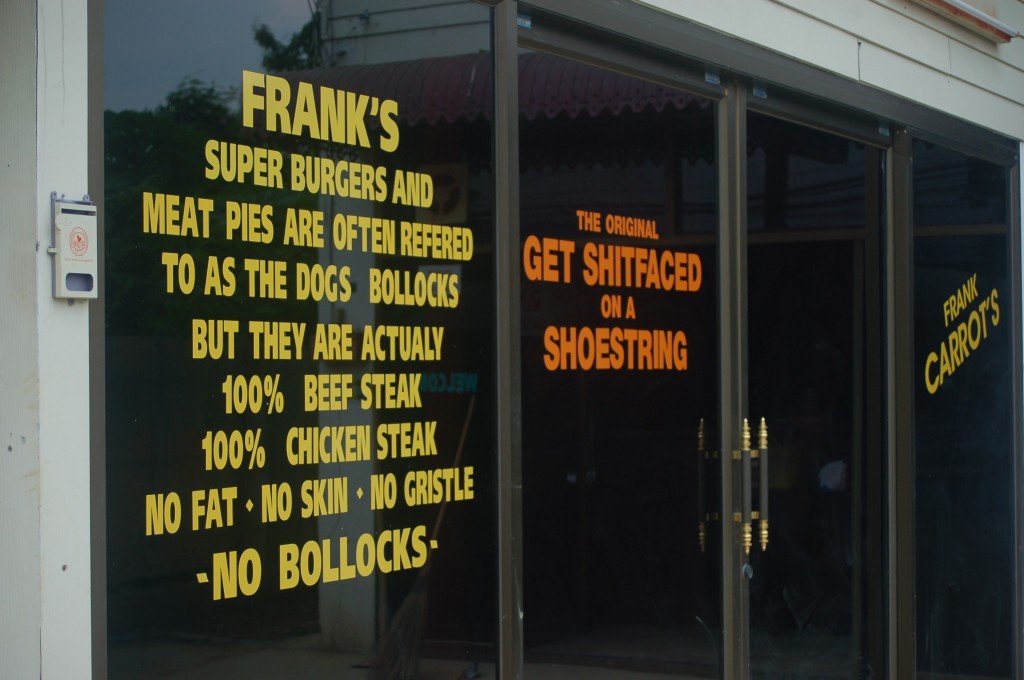 FRANK'S
SUPER BURGERS AND
MEAT PIES ARE OFTEN REFERED
TO AS THE DOGS BOLLOCKS
BUT THEY ARE ACTUALY
100% BEEF STEAK
100% CHICKEN STEAK
NO FAT • NO SKIN • NO GRISTLE
-NO BOLLOCKS-
THE ORIGINAL
GET SHITFACED
ON A
SHOESTRING
FRANK
CARROT'S